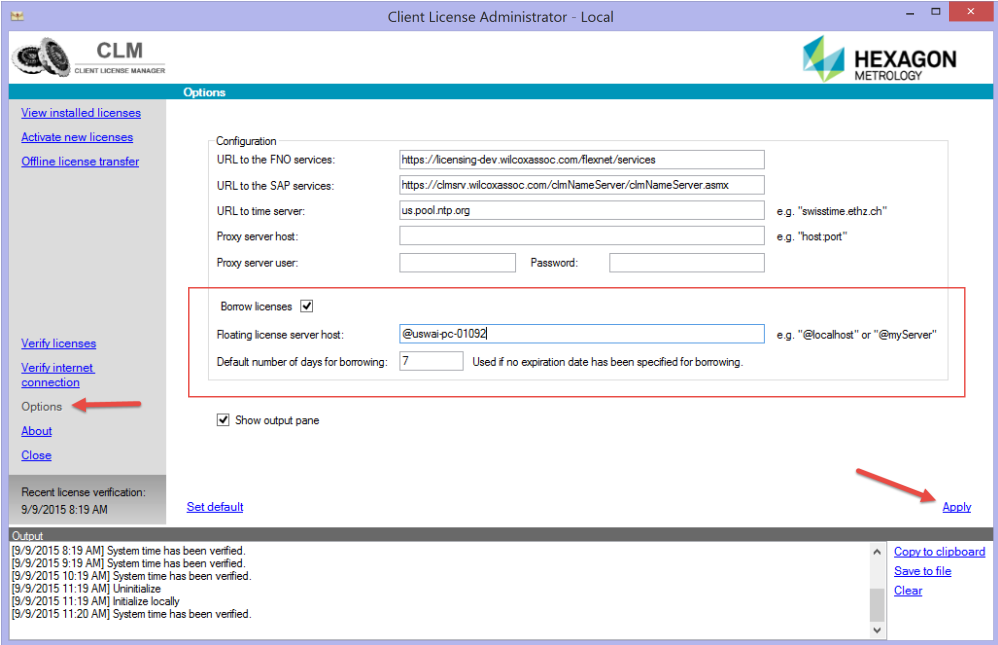 Client License Administrator - Local
CLM
CLIENT LICENSE MANAGER
HEXAGON
METROLOGY
Options
View installed licenses
Activate new licenses
Offline license transfer
Configuration
URL to the FNO services:
https://licensing-dev.wilcoxassoc.com/flexnet/services
URL to the SAP services:
https://clmsrv.wilcoxassoc.com/clmNameServer/clmNameServer.asmx
URL to time server:
us.pool.ntp.org
e.g. "swisstime.ethz.ch"
Proxy server host:
e.g. "host:port"
Proxy server user:
Password:
Borrow licenses
Floating license server host:
@uswai-pc-01092
e.g. "@localhost" or "@myServer"
Default number of days for borrowing:
7
Used if no expiration date has been specified for borrowing.
Show output pane
Verify licenses
Verify internet
connection
Options
About
Close
Recent license verification:
9/9/2015 8:19 AM
Set default
Apply
Output
[9/9/2015 8:19 AM] System time has been verified.
[9/9/2015 9:19 AM] System time has been verified.
[9/9/2015 10:19 AM] System time has been verified.
[9/9/2015 11:19 AM] Uninitialize
[9/9/2015 11:19 AM] Initialize locally
[9/9/2015 11:20 AM] System time has been verified.
Copy to clipboard
Save to file
Clear